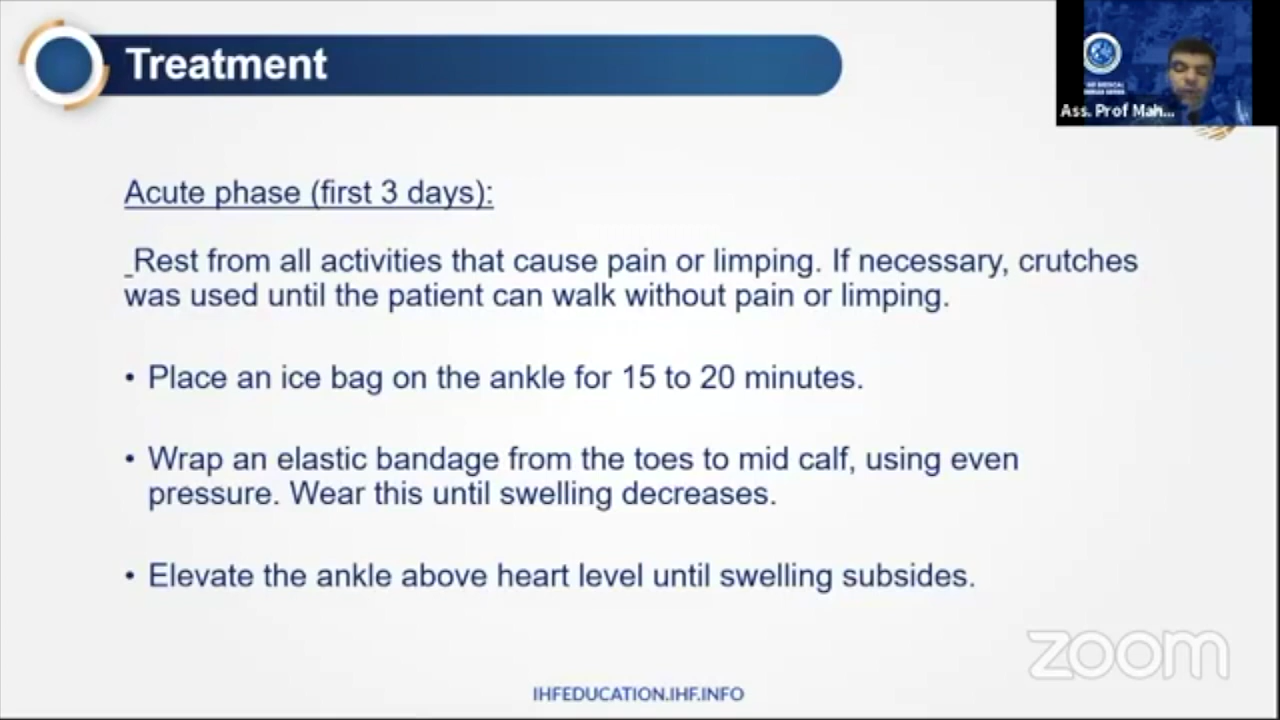 Treatment
Ass. Prof Mah...
Acute phase (first 3 days):
_Rest from all activities that cause pain or limping. If necessary, crutches
was used until the patient can walk without pain or limping.
• Place an ice bag on the ankle for 15 to 20 minutes.
• Wrap an elastic bandage from the toes to mid calf, using even
pressure. Wear this until swelling decreases.
• Elevate the ankle above heart level until swelling subsides.
zoom
IHFEDUCATION.IHF.INFO